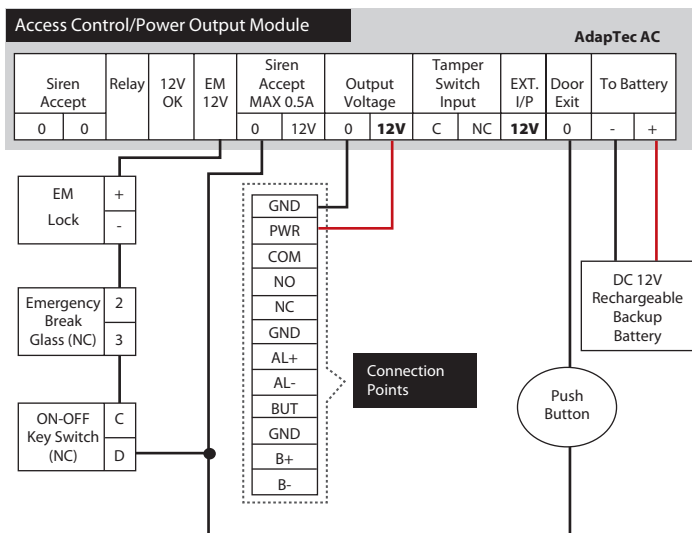 Access Control/Power Output Module
AdapTec AC
Siren
Accept
Relay
12V
OK
EM
12V
Siren
Accept
MAX 0.5A
Output
Voltage
Tamper
Switch
Input
EXT.
I/P
Door
Exit
To Battery
0
0
0
12V
0
12V
C
NC
12V
0
-
+
EM
Lock
+
-
Emergency
Break
Glass (NC)
2
3
ON-OFF
Key Switch
(NC)
C
D
GND
PWR
COM
NO
NC
GND
AL+
AL-
BUT
GND
B+
B-
Connection
Points
Push
Button
DC 12V
Rechargeable
Backup
Battery